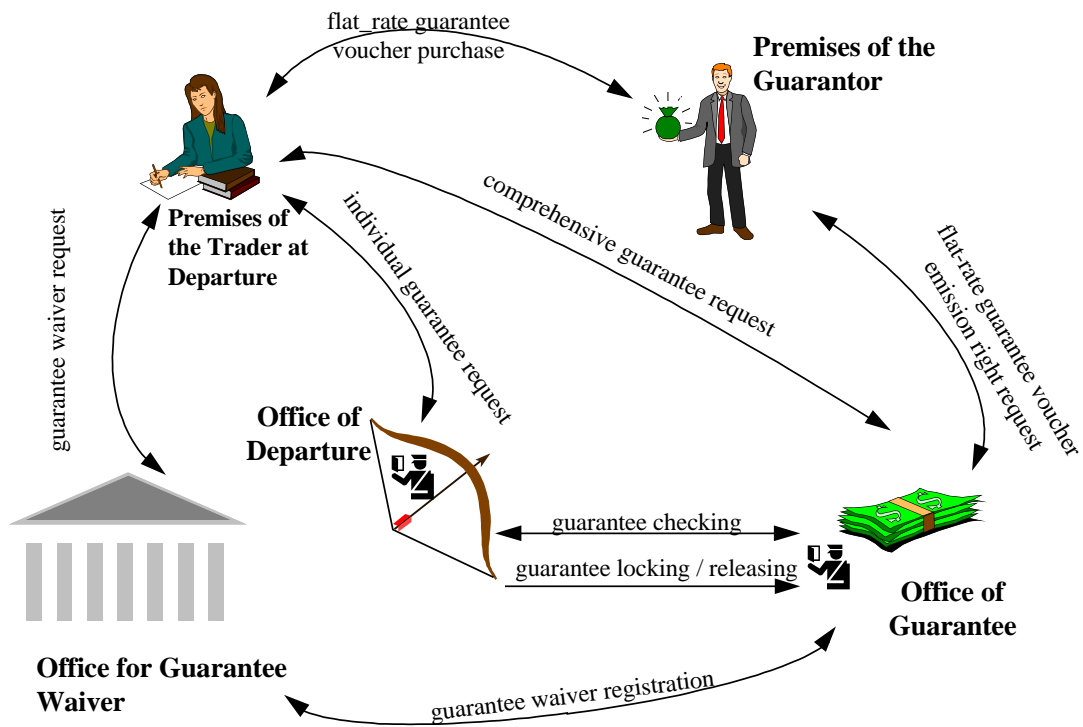 flat_rate guarantee
voucher purchase
Premises of the
Guarantor
Premises of
the Trader at
Departure
guarantee waiver request
individual guarantee request
comprehensive guarantee request
flat-rate guarantee voucher
emission right request
Office of
Departure
guarantee checking
guarantee locking / releasing
Office of
Guarantee
Office for Guarantee
Waiver
guarantee waiver registration